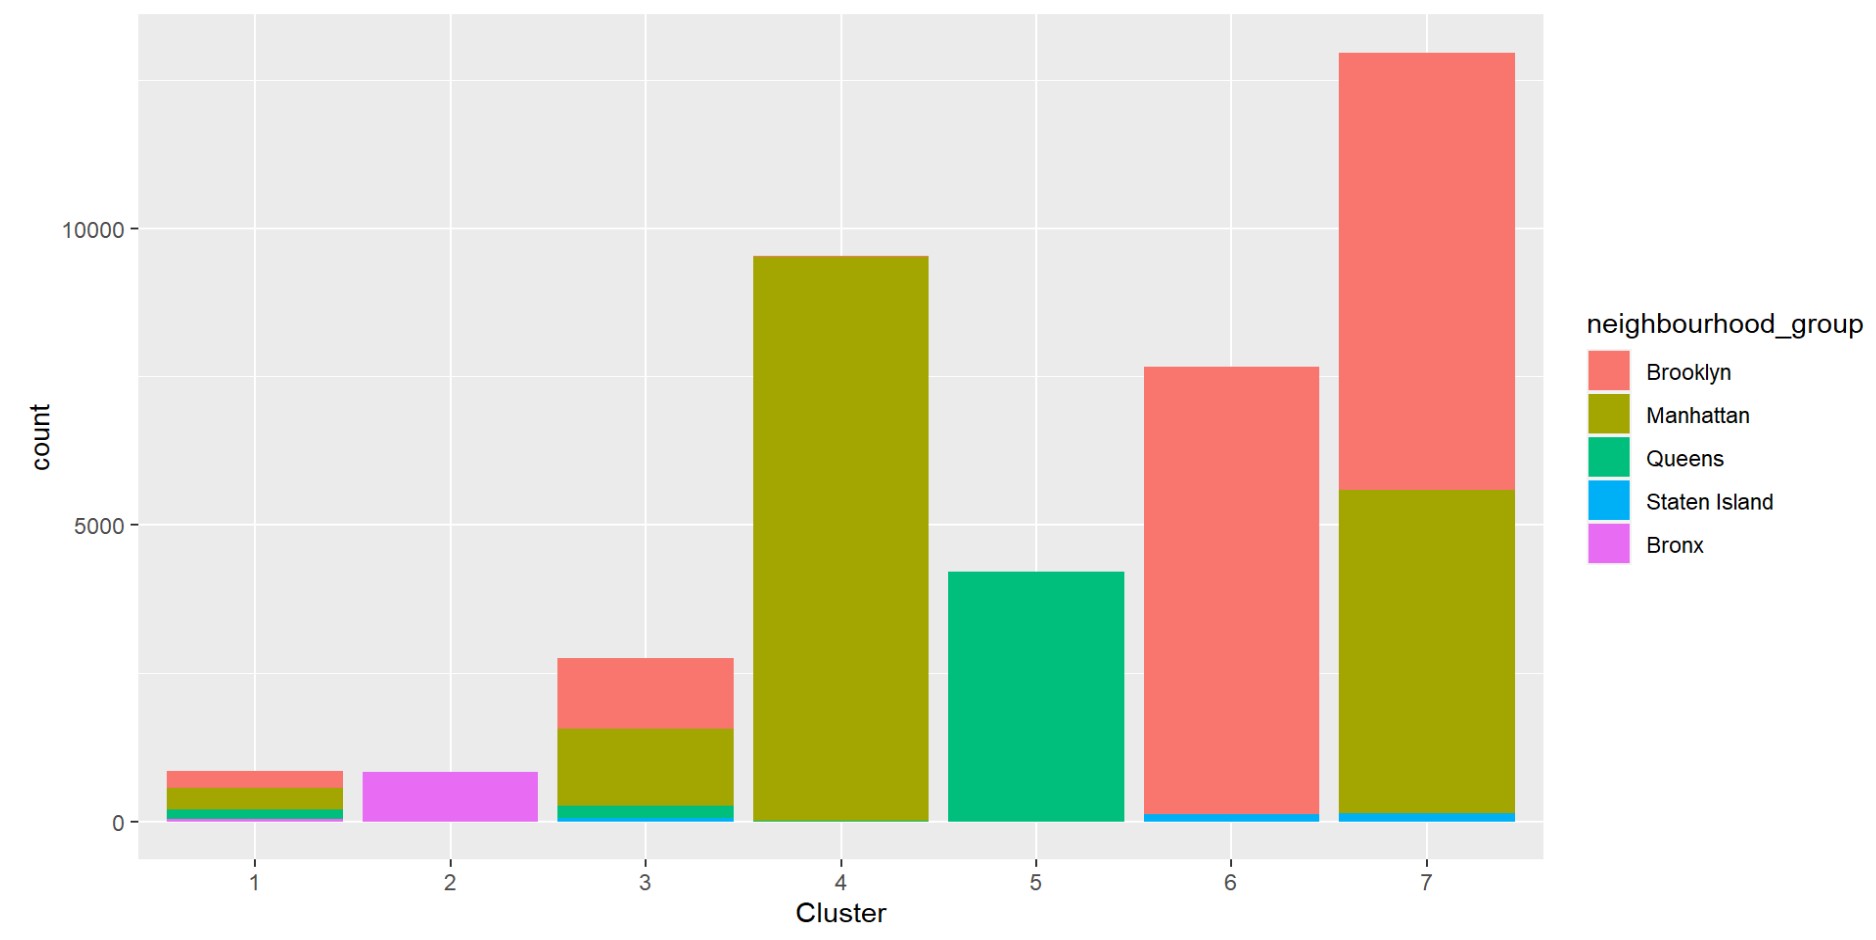 10000
5000
0
count
1 2 3 4 5 6 7
Cluster
neighbourhood_group
Brooklyn
Manhattan
Queens
Staten Island
Bronx